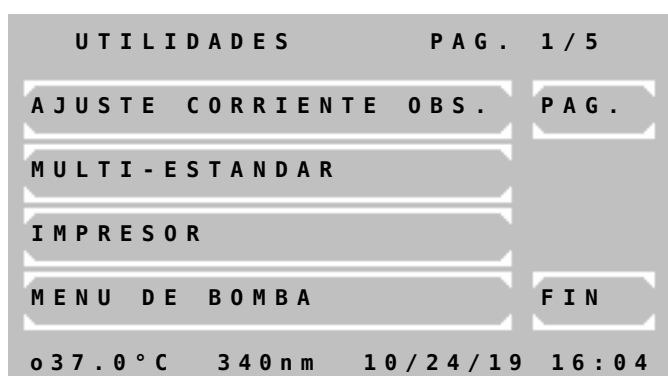 UTILIDADES PAG. 1/5
AJUSTE CORRIENTE OBS. PAG.
MULTI-ESTANDAR
IMPRESOR
MENU DE BOMBA FIN
o37.0°C 340nm 10/24/19 16:04